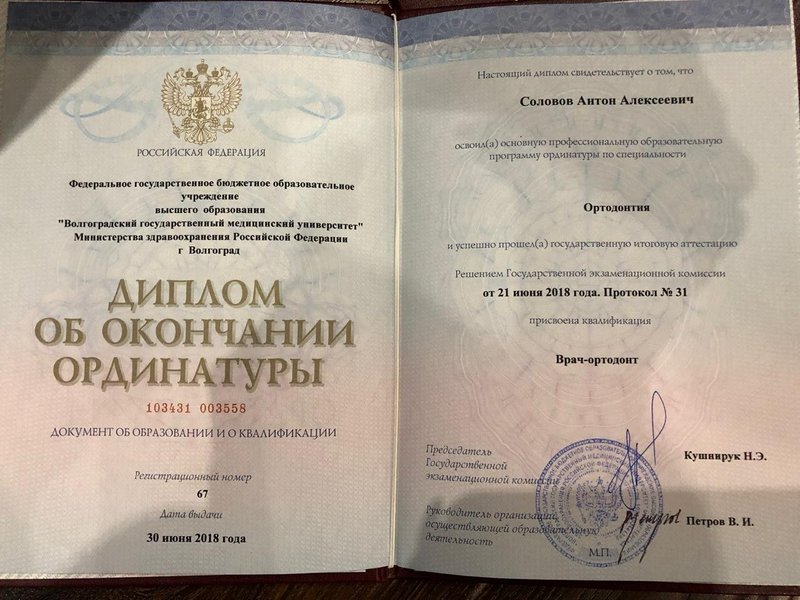 РОССИЙСКАЯ ФЕДЕРАЦИЯ
Федеральное государственное бюджетное образовательное
учреждение
высшего образования
"Волгоградский государственный медицинский университет"
Министерства здравоохранения Российской Федерации
г Волгоград
ДИПЛОМ
ОБ ОКОНЧАНИИ
ОРДИНАТУРЫ
103431 003558
ДОКУМЕНТ ОБ ОБРАЗОВАНИИ И О КВАЛИФИКАЦИИ
Регистрационный номер
67
Дата выдачи
30 июня 2018 года
Настоящий диплом свидетельствует о том, что
Соловов Антон Алексеевич
освоил(а) основную профессиональную образовательную
программу ординатуры по специальности
Ортодонтия
и успешно прошел(а) государственную итоговую аттестацию
Решением Государственной экзаменационной комиссии
от 21 июня 2018 года. Протокол № 31
присвоена квалификация
Врач-ортодонт
Председатель
Государственной
экзаменационной комиссии
Кушнирук Н.Э.
Руководитель организации,
осуществляющей образовательную
деятельность
Петров В. И.
М.П.